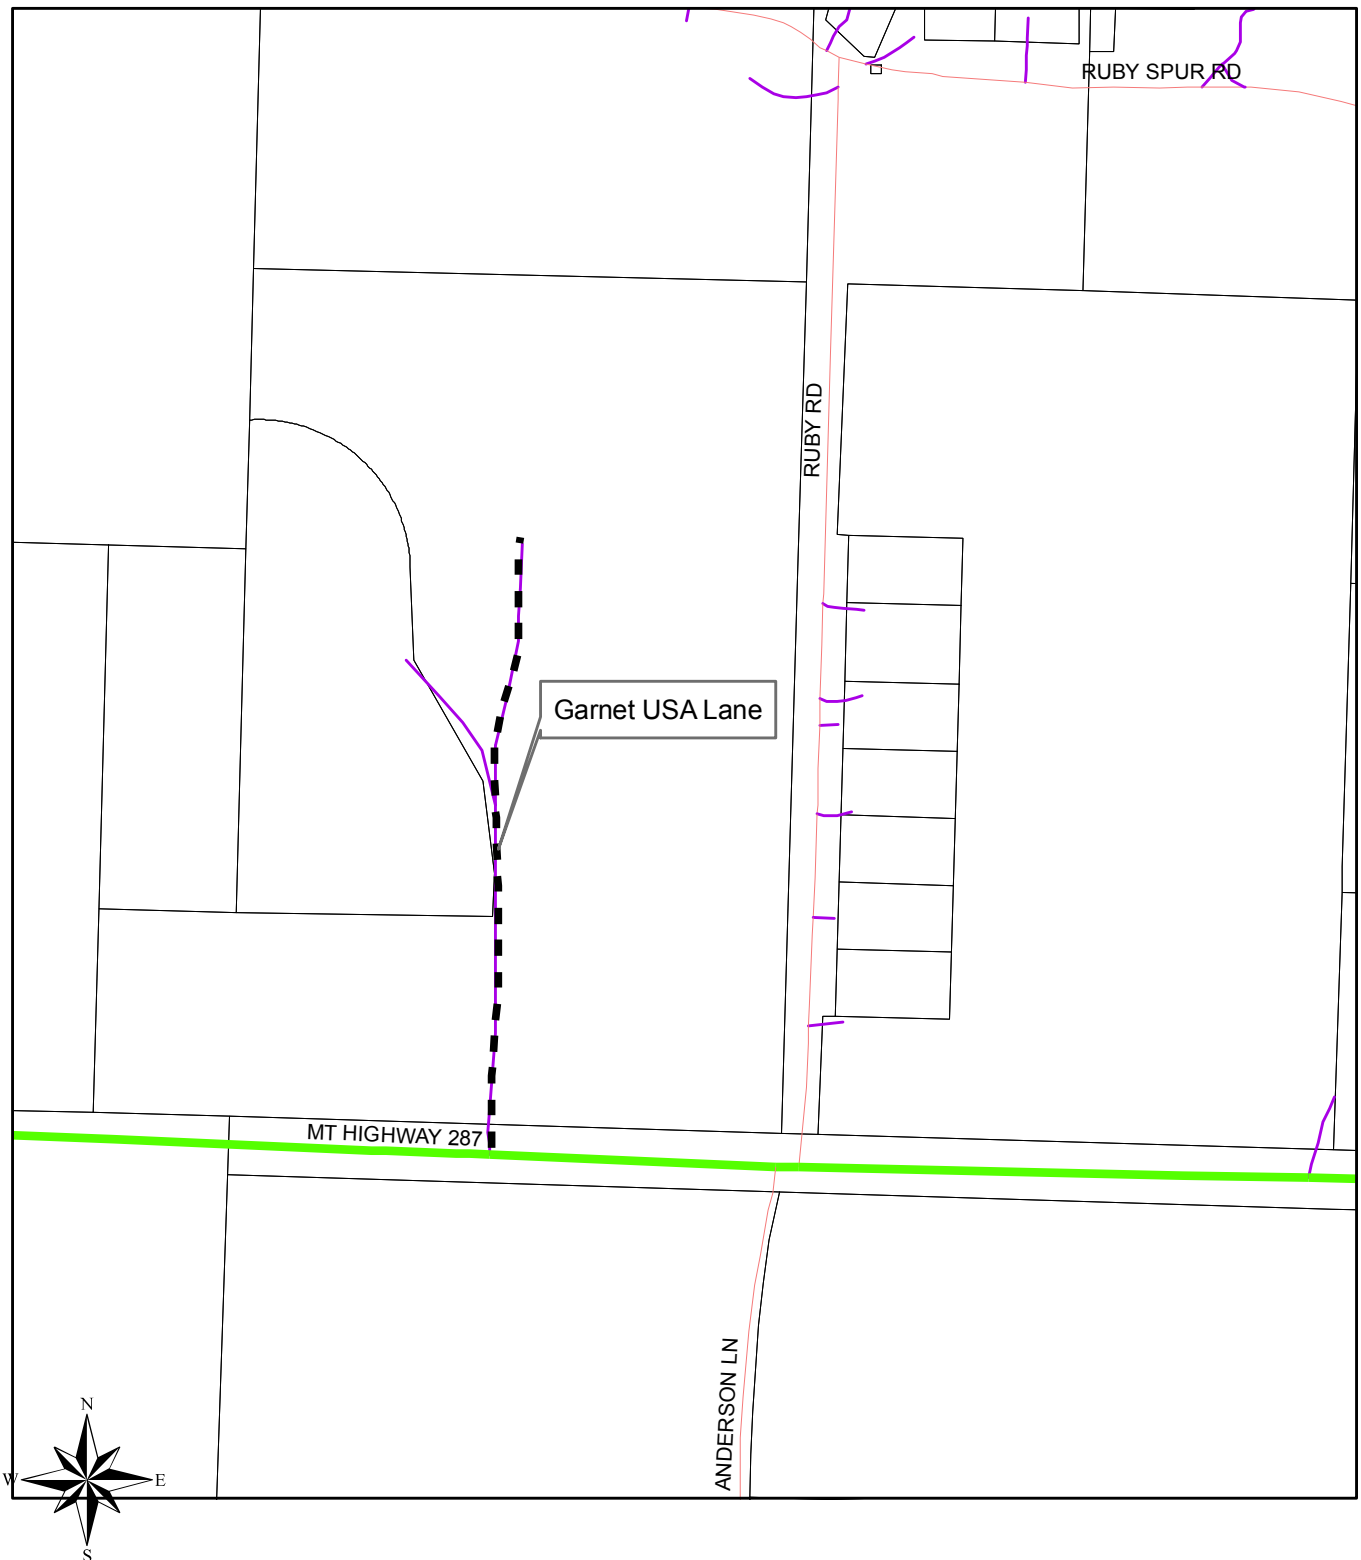 RUBY SPUR RD
RUBY RD
Garnet USA Lane
MT HIGHWAY 287
ANDERSON LN
N
W
E
S